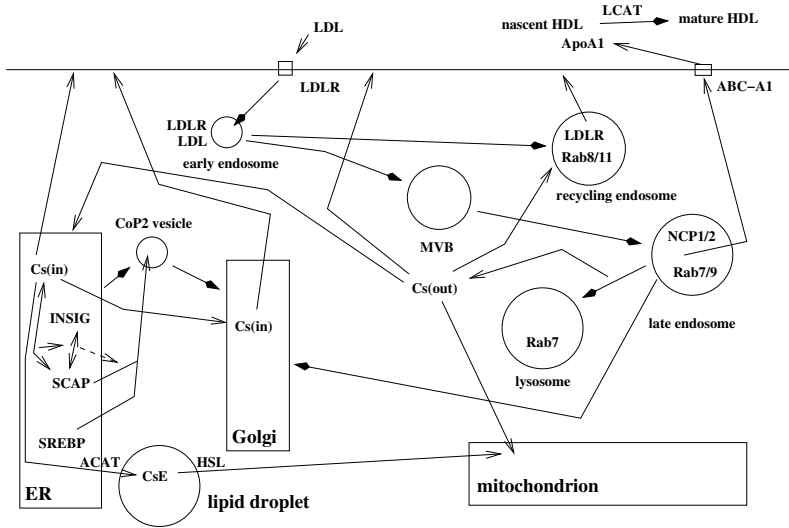 LCAT
nascent HDL
mature HDL
LDL
ApoA1
LDLR
ABC-A1
LDLR
LDL
early endosome
LDLR
Rab8/11
recycling endosome
CoP2 vesicle
MVB
NCP1/2
Rab7/9
late endosome
Cs(in)
Cs(out)
INSIG
Cs(in)
Rab7
lysosome
SCAP
SREBP
Golgi
ACAT
CsE
HSL
ER
lipid droplet
mitochondrion